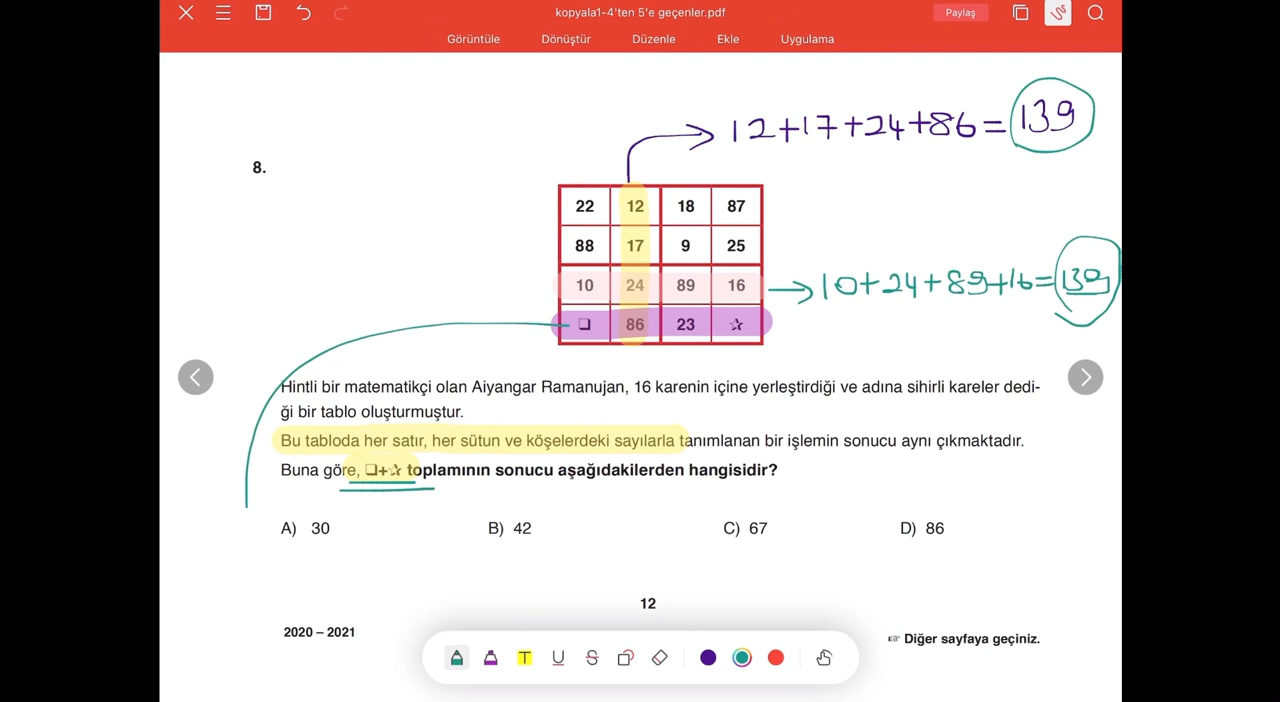 kopyala1-4'ten 5'e geçenler.pdf
Paylaş
Görüntüle Dönüştür Düzenle Ekle Uygulama
12+17+24+86=139
8.
22 12 18 87
88 17 9 25
10 24 89 16
❏ 86 23 ✰
10+24+89+16=139
Hintli bir matematikçi olan Aiyangar Ramanujan, 16 karenin içine yerleştirdiği ve adına sihirli kareler dedi-
ği bir tablo oluşturmuştur.
Bu tabloda her satır, her sütun ve köşelerdeki sayılarla tanımlanan bir işlemin sonucu aynı çıkmaktadır.
Buna göre, ❏+✰ toplamının sonucu aşağıdakilerden hangisidir?
A) 30 B) 42 C) 67 D) 86
12
2020 – 2021
☞ Diğer sayfaya geçiniz.
T U S